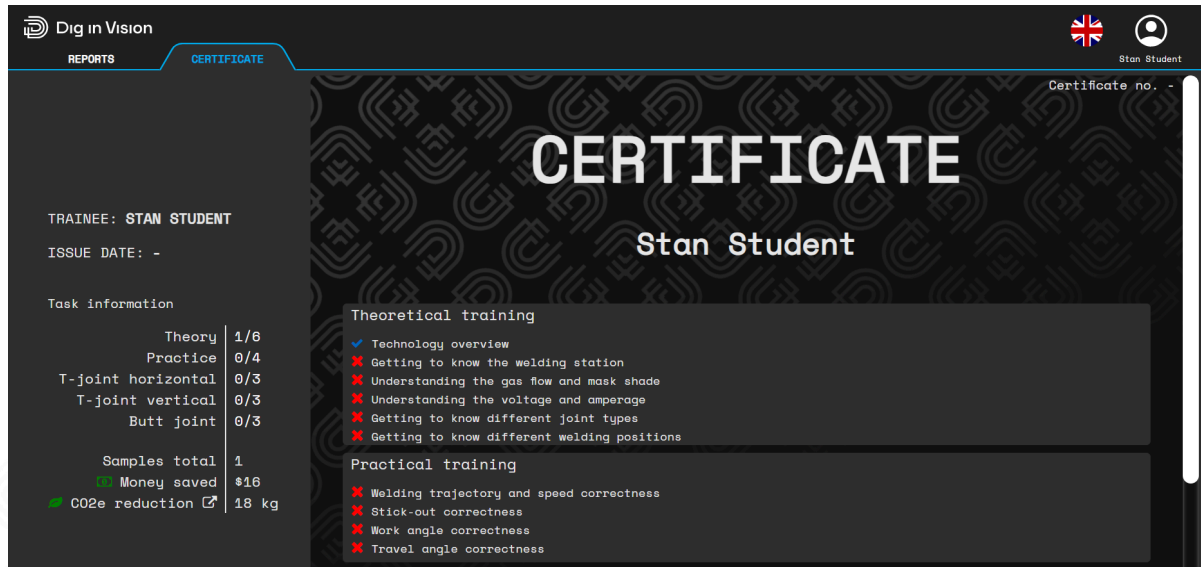 Dig in Vision
REPORTS
CERTIFICATE
Stan Student
Certificate no. -
CERTIFICATE
Stan Student
TRAINEE: STAN STUDENT
ISSUE DATE: -
Task information
Theory 1/6
Practice 0/4
T-joint horizontal 0/3
T-joint vertical 0/3
Butt joint 0/3
Samples total 1
Money saved $16
CO2e reduction 18 kg
Theoretical training
Technology overview
Getting to know the welding station
Understanding the gas flow and mask shade
Understanding the voltage and amperage
Getting to know different joint types
Getting to know different welding positions
Practical training
Welding trajectory and speed correctness
Stick-out correctness
Work angle correctness
Travel angle correctness